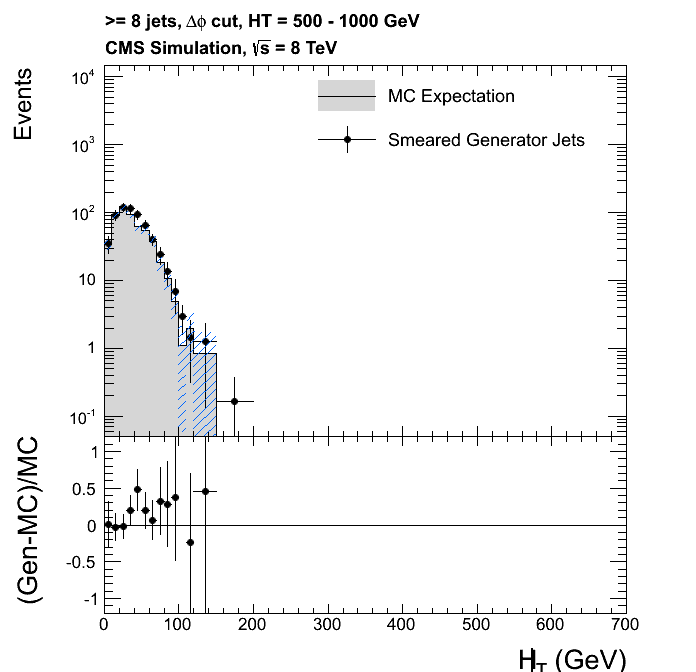 >= 8 jets, Δϕ cut, HT = 500 - 1000 GeV
CMS Simulation, √s = 8 TeV
Events
10⁴
10³
10²
10
1
10⁻¹
MC Expectation
Smeared Generator Jets
(Gen-MC)/MC
1
0.5
0
-0.5
-1
0 100 200 300 400 500 600 700
H̸_T (GeV)